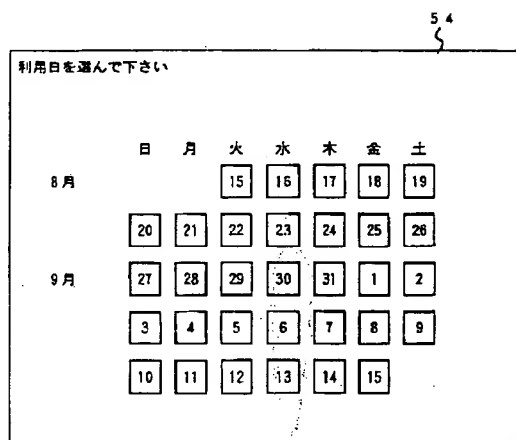 54
利用日を選んで下さい
日 月 火 水 木 金 土
8月 15 16 17 18 19
20 21 22 23 24 25 26
9月 27 28 29 30 31 1 2
3 4 5 6 7 8 9
10 11 12 13 14 15